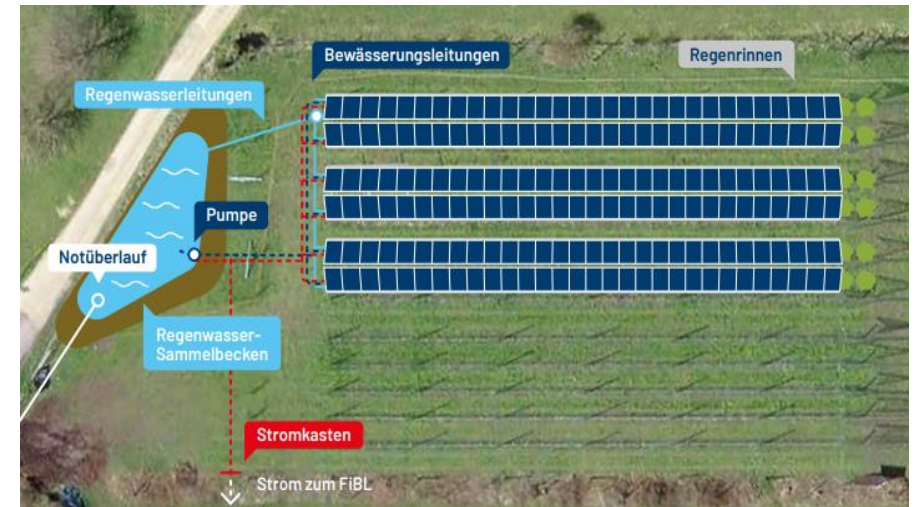 Bewässerungsleitungen
Regenrinnen
Regenwasserleitungen
Pumpe
Notüberlauf
Regenwasser-
Sammelbecken
Stromkasten
Strom zum FiBL